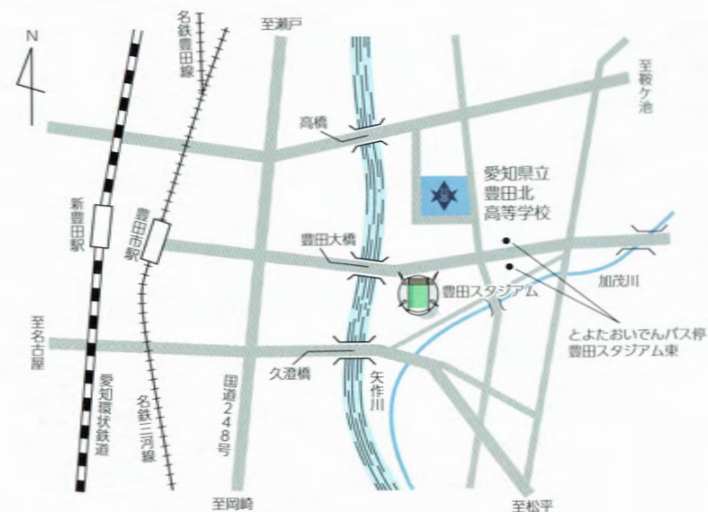 N
名鉄豊田線
至瀬戸
至鞍ケ池
高橋
愛知県立
豊田北
高等学校
新豊田駅
豊田市駅
豊田大橋
豊田スタジアム
加茂川
とよたおいでんバス停
豊田スタジアム東
至名古屋
久澄橋
矢作川
愛知環状鉄道
名鉄三河線
国道248号
至岡崎
至松平